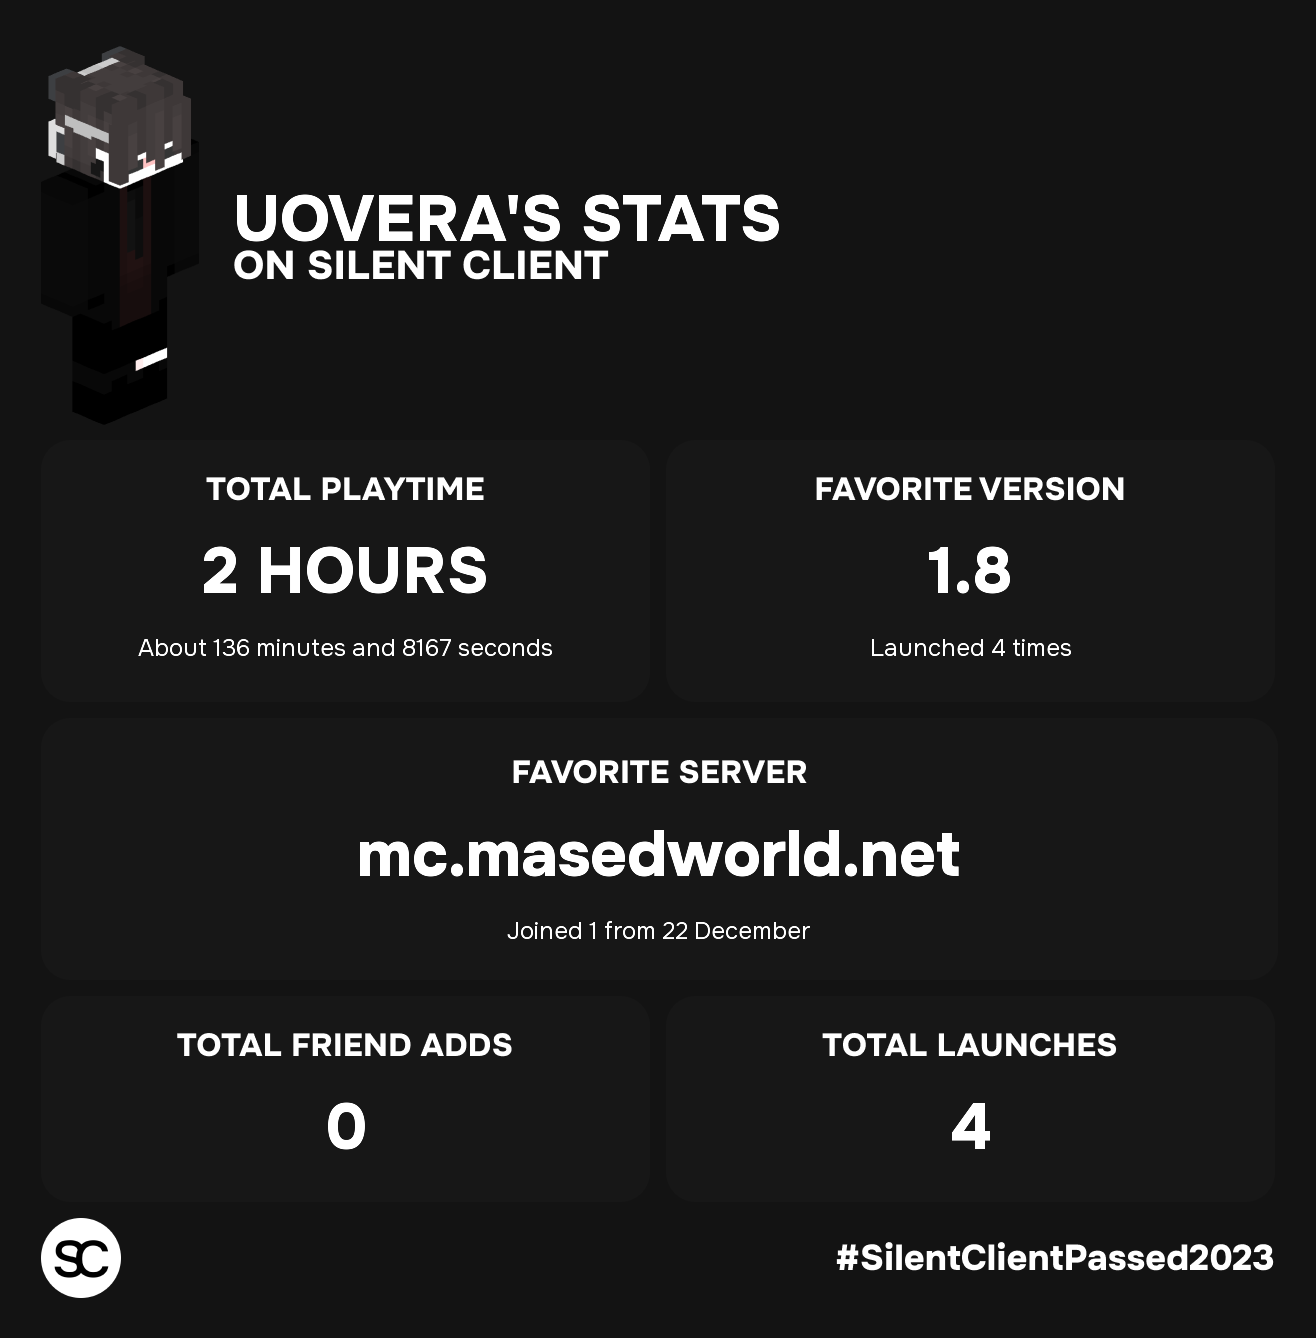 UOVERA'S STATS
ON SILENT CLIENT
TOTAL PLAYTIME
2 HOURS
About 136 minutes and 8167 seconds
FAVORITE VERSION
1.8
Launched 4 times
FAVORITE SERVER
mc.masedworld.net
Joined 1 from 22 December
TOTAL FRIEND ADDS
0
TOTAL LAUNCHES
4
SC
#SilentClientPassed2023